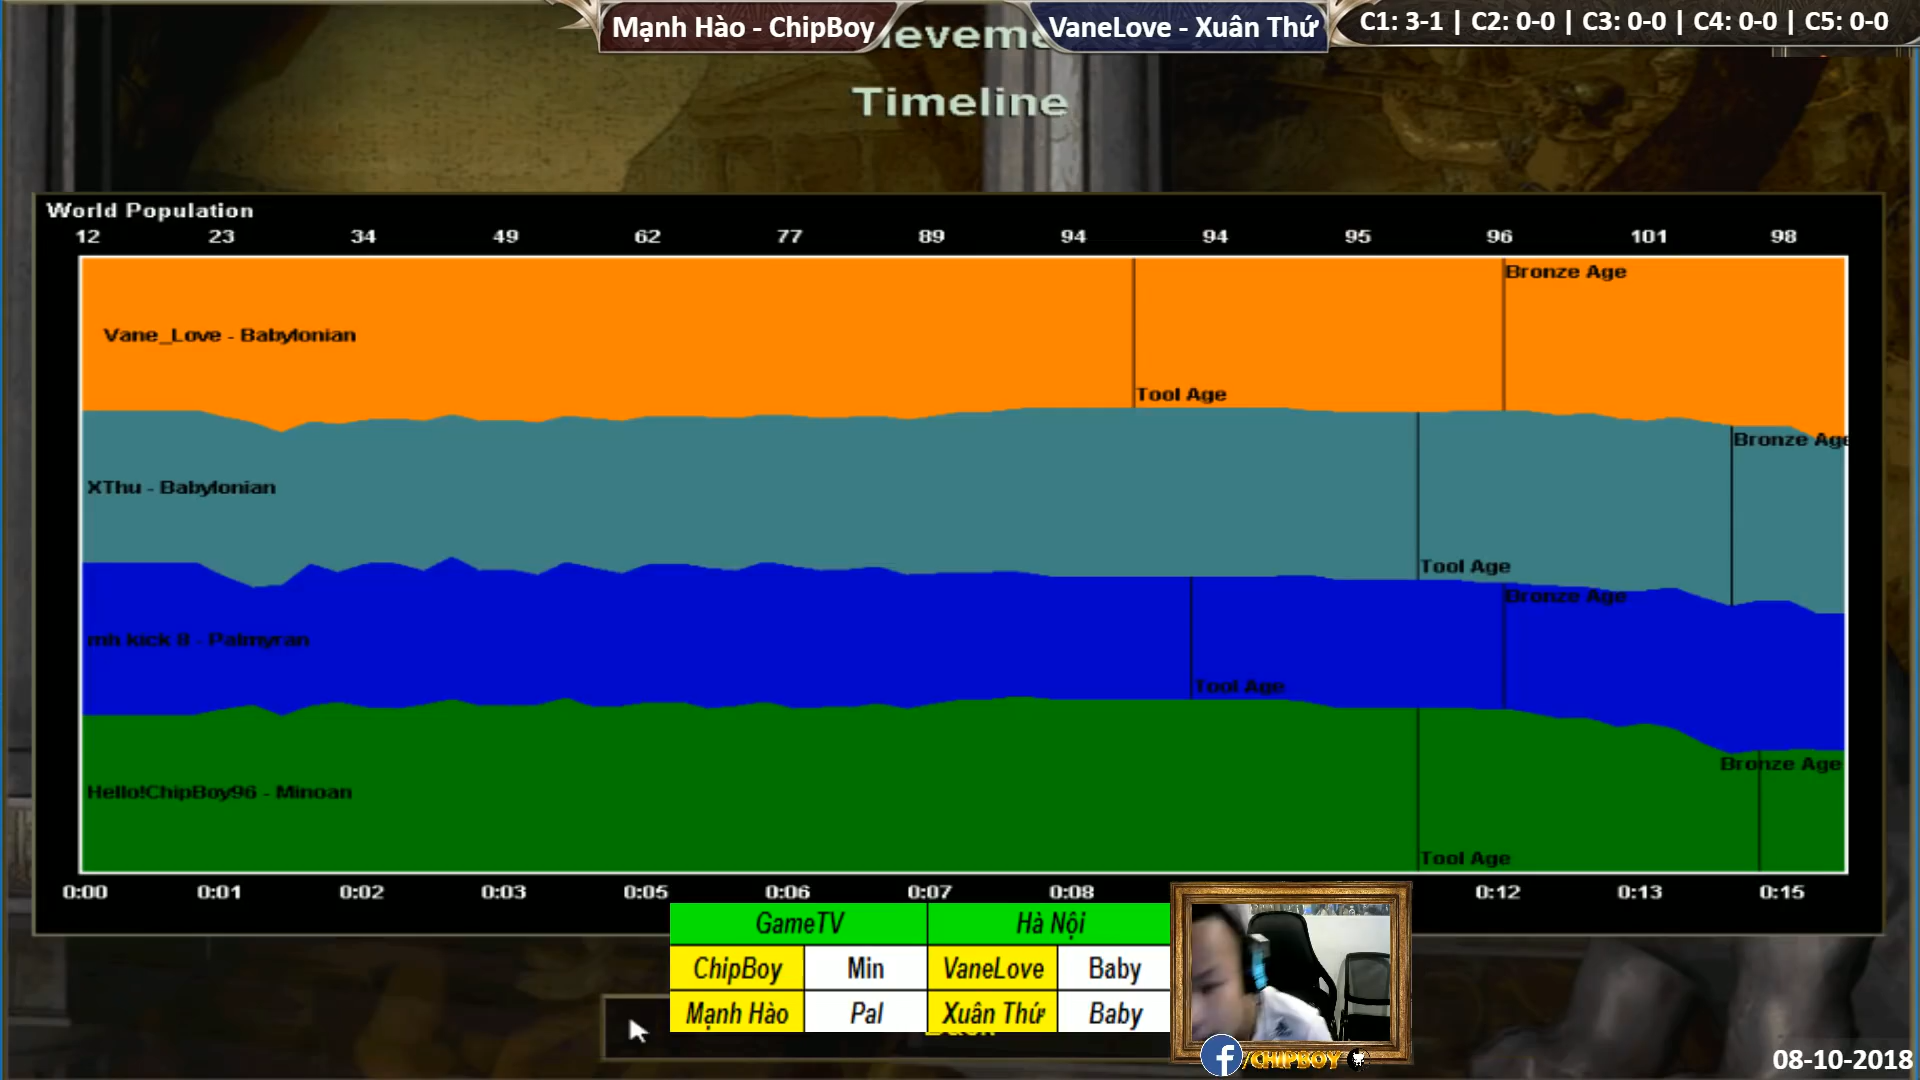 Mạnh Hào - ChipBoy
VaneLove - Xuân Thứ
C1: 3-1 | C2: 0-0 | C3: 0-0 | C4: 0-0 | C5: 0-0
Timeline
World Population
12 23 34 49 62 77 89 94 94 95 96 101 98
Bronze Age
Vane_Love - Babylonian
Tool Age
Bronze Age
XThu - Babylonian
Tool Age
Bronze Age
mh kick 8 - Palmyran
Tool Age
Bronze Age
Hello!ChipBoy96 - Minoan
Tool Age
0:00 0:01 0:02 0:03 0:05 0:06 0:07 0:08 0:12 0:13 0:15
GameTV Hà Nội
ChipBoy Min VaneLove Baby
Mạnh Hào Pal Xuân Thứ Baby
/CHIPBOY
08-10-2018